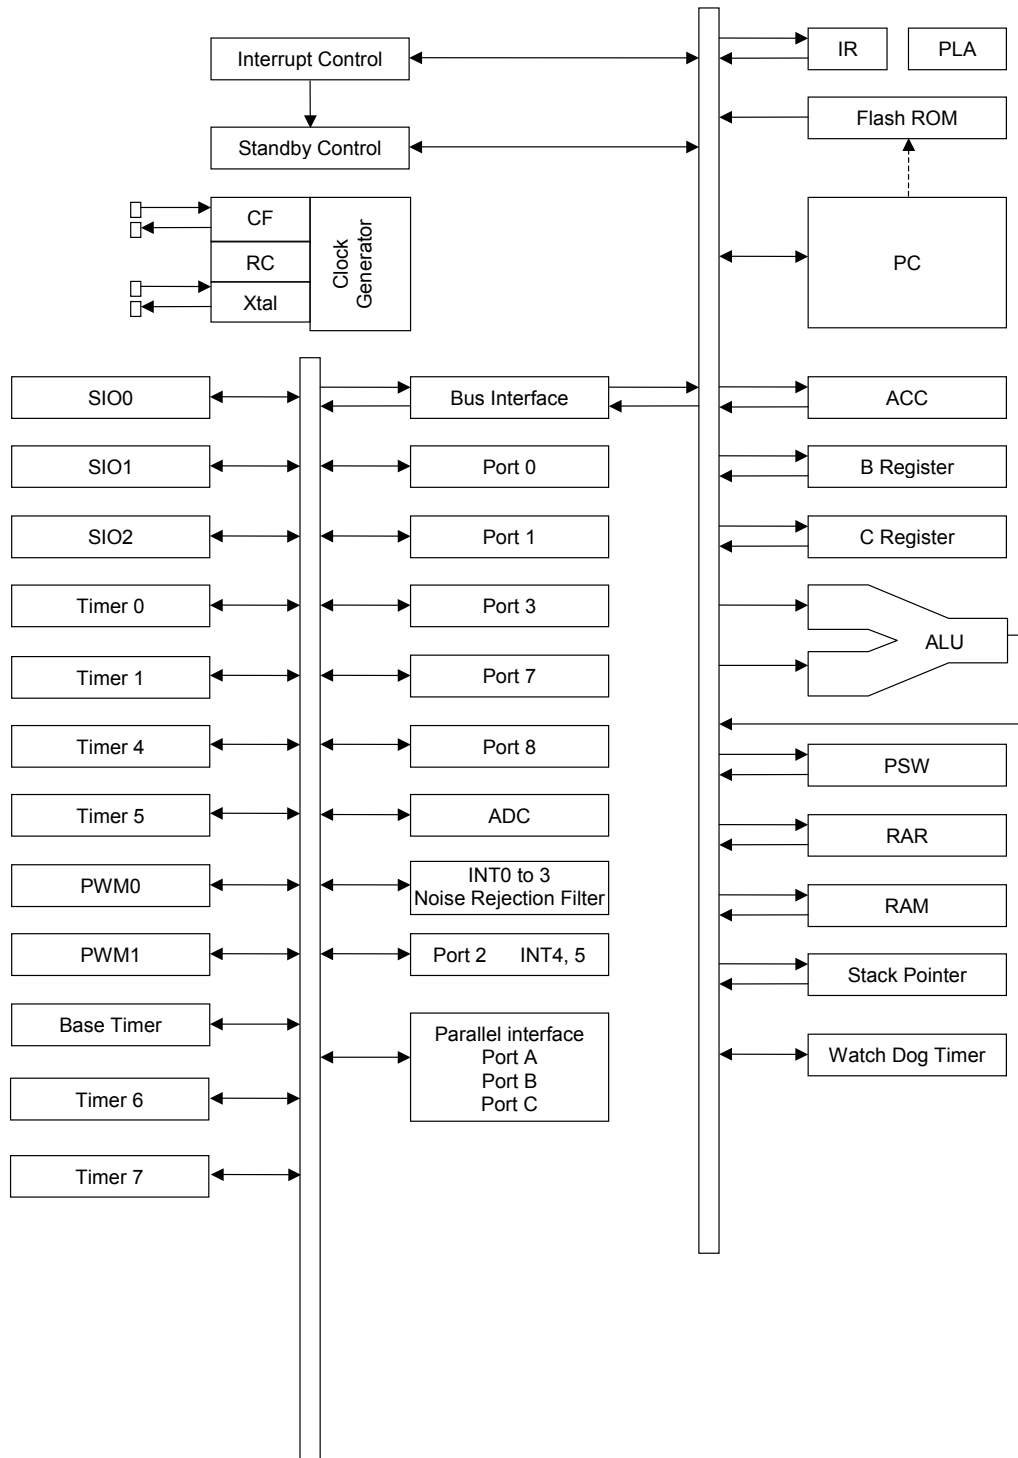 Interrupt Control
Standby Control
CF
RC
Xtal
Clock
Generator
IR
PLA
Flash ROM
PC
SIO0
SIO1
SIO2
Timer 0
Timer 1
Timer 4
Timer 5
PWM0
PWM1
Base Timer
Timer 6
Timer 7
Bus Interface
Port 0
Port 1
Port 3
Port 7
Port 8
ADC
INT0 to 3
Noise Rejection Filter
Port 2 INT4, 5
Parallel interface
Port A
Port B
Port C
ACC
B Register
C Register
ALU
PSW
RAR
RAM
Stack Pointer
Watch Dog Timer